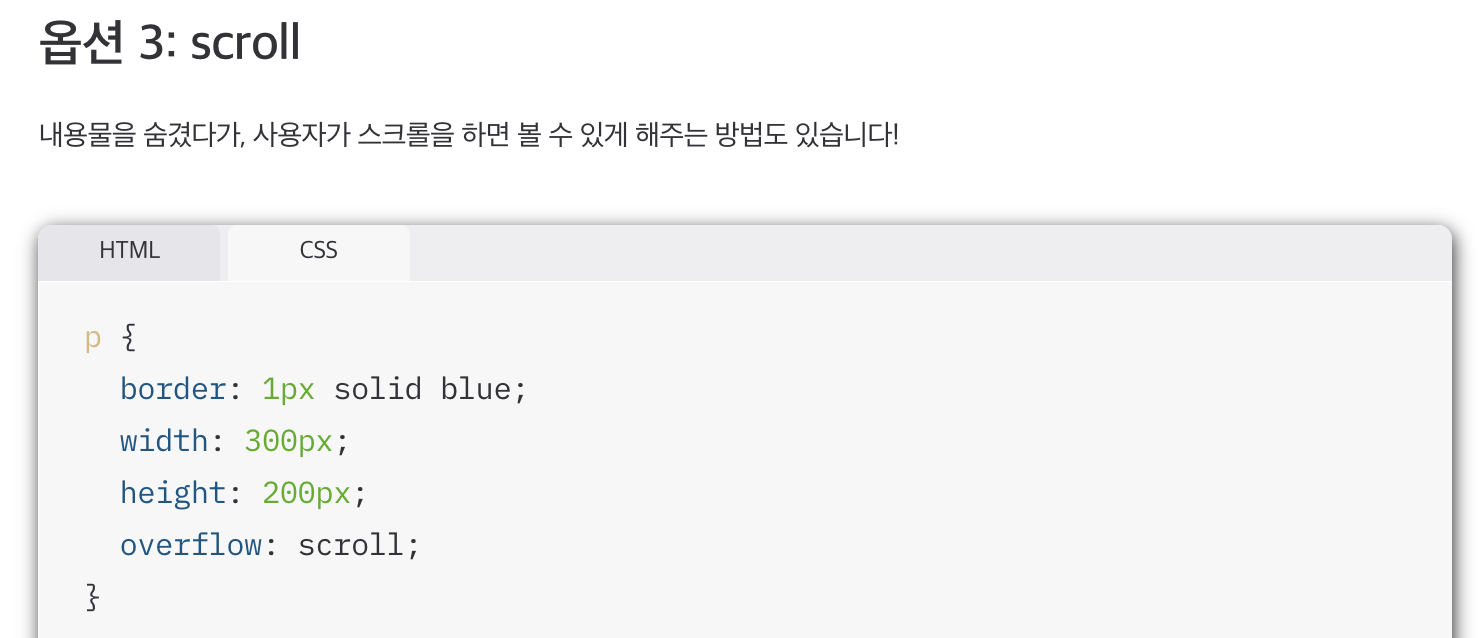 옵션 3: scroll
내용물을 숨겼다가, 사용자가 스크롤을 하면 볼 수 있게 해주는 방법도 있습니다!
HTML CSS
p {
  border: 1px solid blue;
  width: 300px;
  height: 200px;
  overflow: scroll;
}